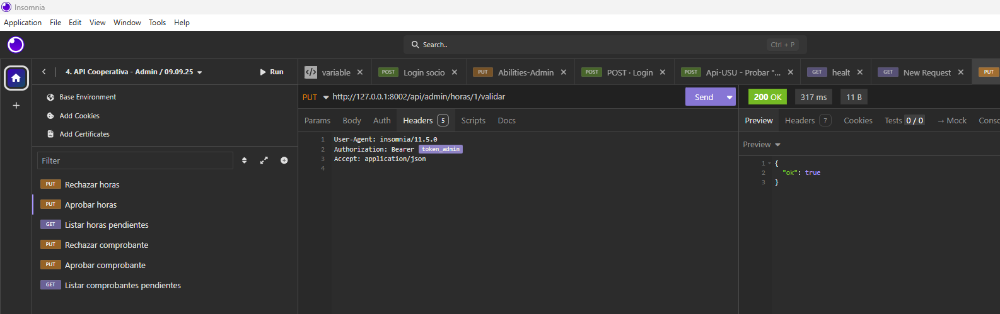 Insomnia
Application File Edit View Window Tools Help
Search.. Ctrl + P
4. API Cooperativa - Admin / 09.09.25 Run
variable POST Login socio PUT Abilities-Admin POST POST · Login POST Api-USU - Probar "... GET healt GET New Request PUT
Base Environment
Add Cookies
Add Certificates
Filter
PUT Rechazar horas
PUT Aprobar horas
GET Listar horas pendientes
PUT Rechazar comprobante
PUT Aprobar comprobante
GET Listar comprobantes pendientes
PUT http://127.0.0.1:8002/api/admin/horas/1/validar Send
Params Body Auth Headers 5 Scripts Docs
1 User-Agent: insomnia/11.5.0
2 Authorization: Bearer token_admin
3 Accept: application/json
4
200 OK 317 ms 11 B
Preview Headers 7 Cookies Tests 0 / 0 → Mock Consc
Preview
1 {
2 "ok": true
3 }